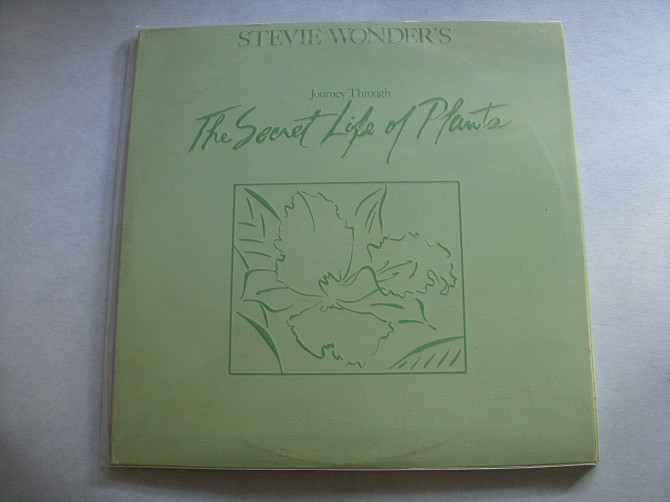 STEVIE WONDER'S
Journey Through
The Secret Life of Plants